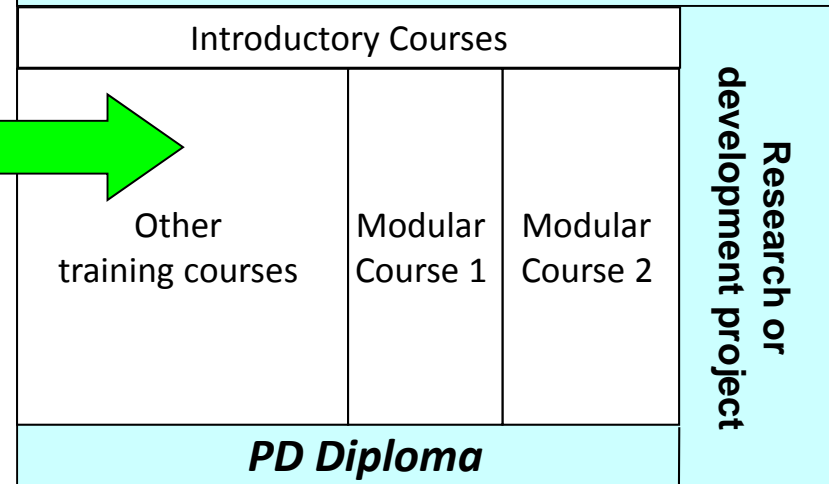 Introductory Courses
Other
training courses
Modular
Course 1
Modular
Course 2
Research or
development project
PD Diploma